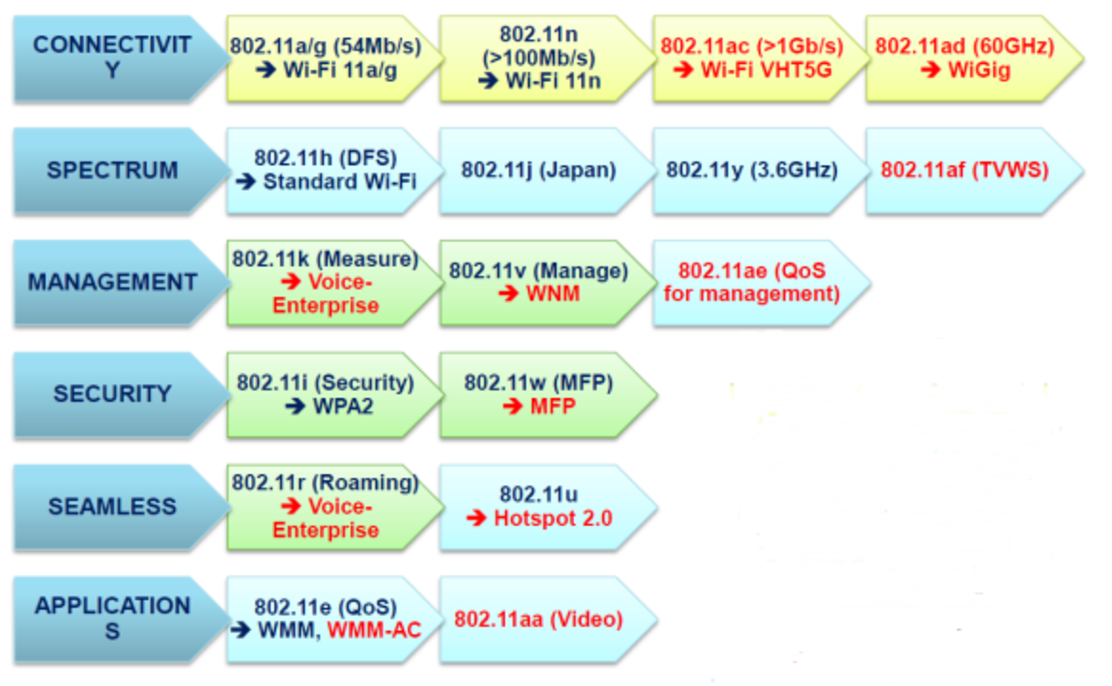 CONNECTIVIT
Y
802.11a/g (54Mb/s)
➔ Wi-Fi 11a/g
802.11n
(>100Mb/s)
➔ Wi-Fi 11n
802.11ac (>1Gb/s)
➔ Wi-Fi VHT5G
802.11ad (60GHz)
➔ WiGig
SPECTRUM
802.11h (DFS)
➔ Standard Wi-Fi
802.11j (Japan)
802.11y (3.6GHz)
802.11af (TVWS)
MANAGEMENT
802.11k (Measure)
➔ Voice-
Enterprise
802.11v (Manage)
➔ WNM
802.11ae (QoS
for management)
SECURITY
802.11i (Security)
➔ WPA2
802.11w (MFP)
➔ MFP
SEAMLESS
802.11r (Roaming)
➔ Voice-
Enterprise
802.11u
➔ Hotspot 2.0
APPLICATION
S
802.11e (QoS)
➔ WMM, WMM-AC
802.11aa (Video)